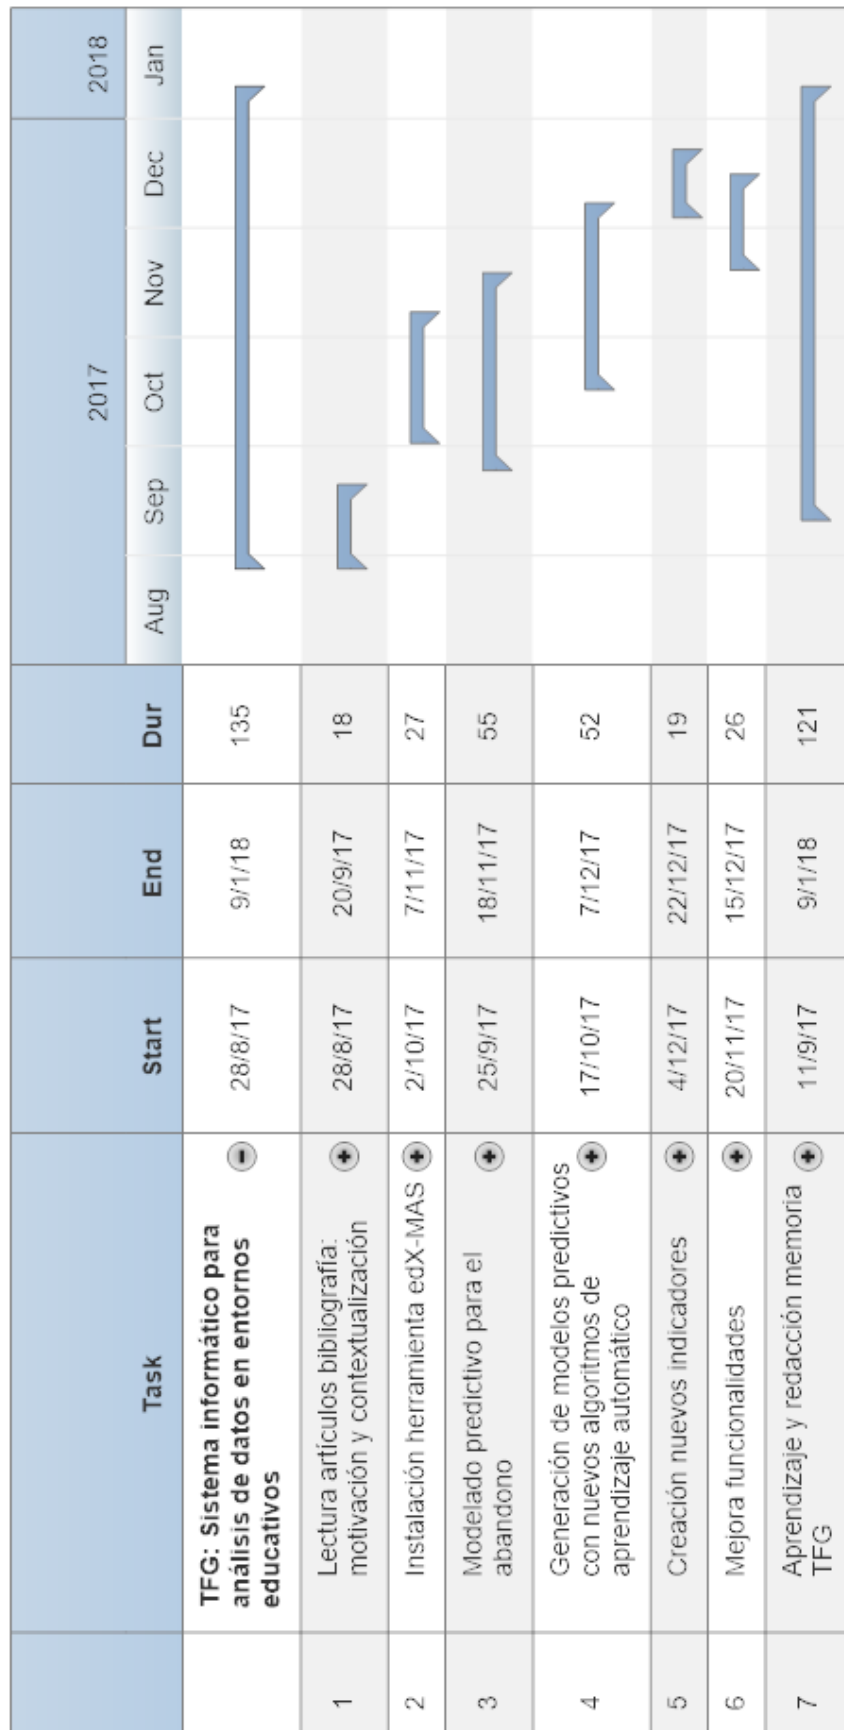 Task Start End Dur 2017 2018
Aug Sep Oct Nov Dec Jan
TFG: Sistema informático para
análisis de datos en entornos
educativos
28/8/17 9/1/18 135
1 Lectura artículos bibliografía:
motivación y contextualización
28/8/17 20/9/17 18
2 Instalación herramienta edX-MAS 2/10/17 7/11/17 27
3 Modelado predictivo para el
abandono
25/9/17 18/11/17 55
4 Generación de modelos predictivos
con nuevos algoritmos de
aprendizaje automático
17/10/17 7/12/17 52
5 Creación nuevos indicadores 4/12/17 22/12/17 19
6 Mejora funcionalidades 20/11/17 15/12/17 26
7 Aprendizaje y redacción memoria
TFG
11/9/17 9/1/18 121